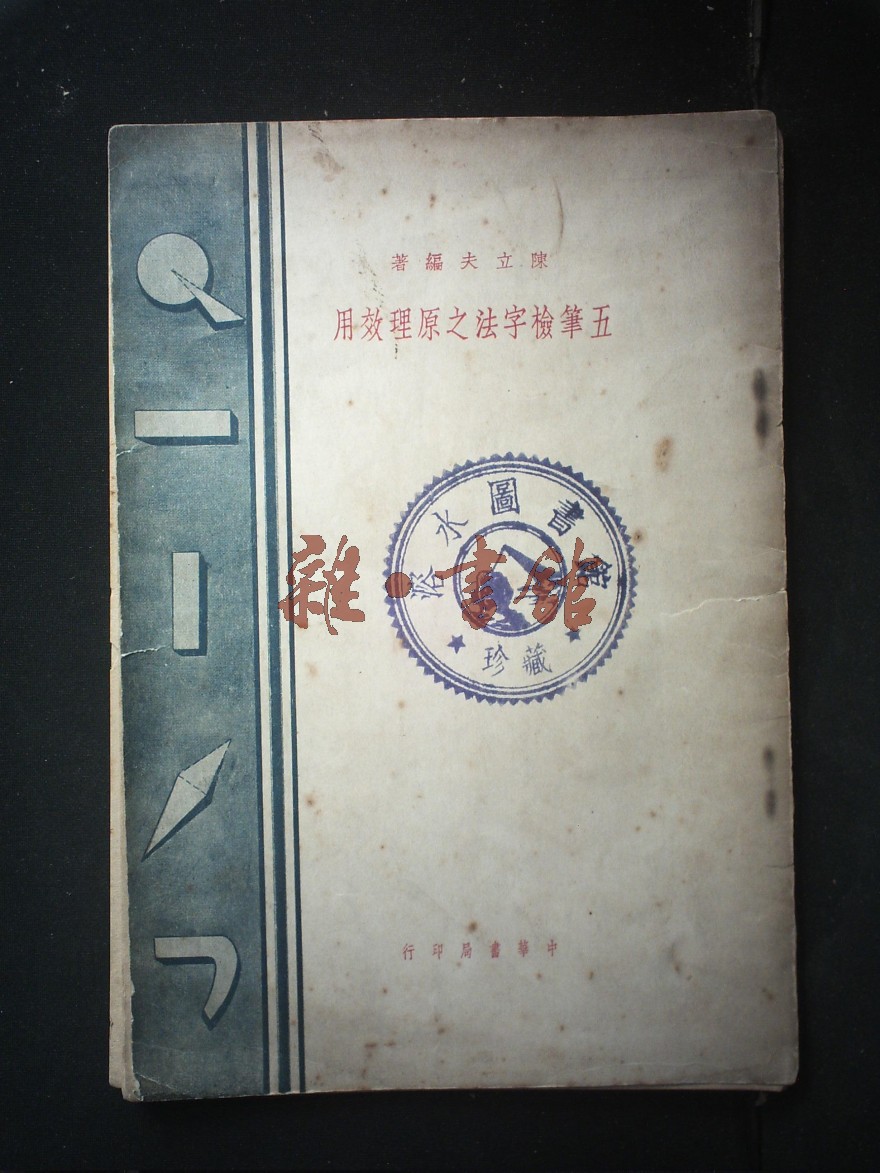 陳立夫編著
五筆檢字法之原理效用
水圖書館
雜·書館
珍藏
中華書局印行